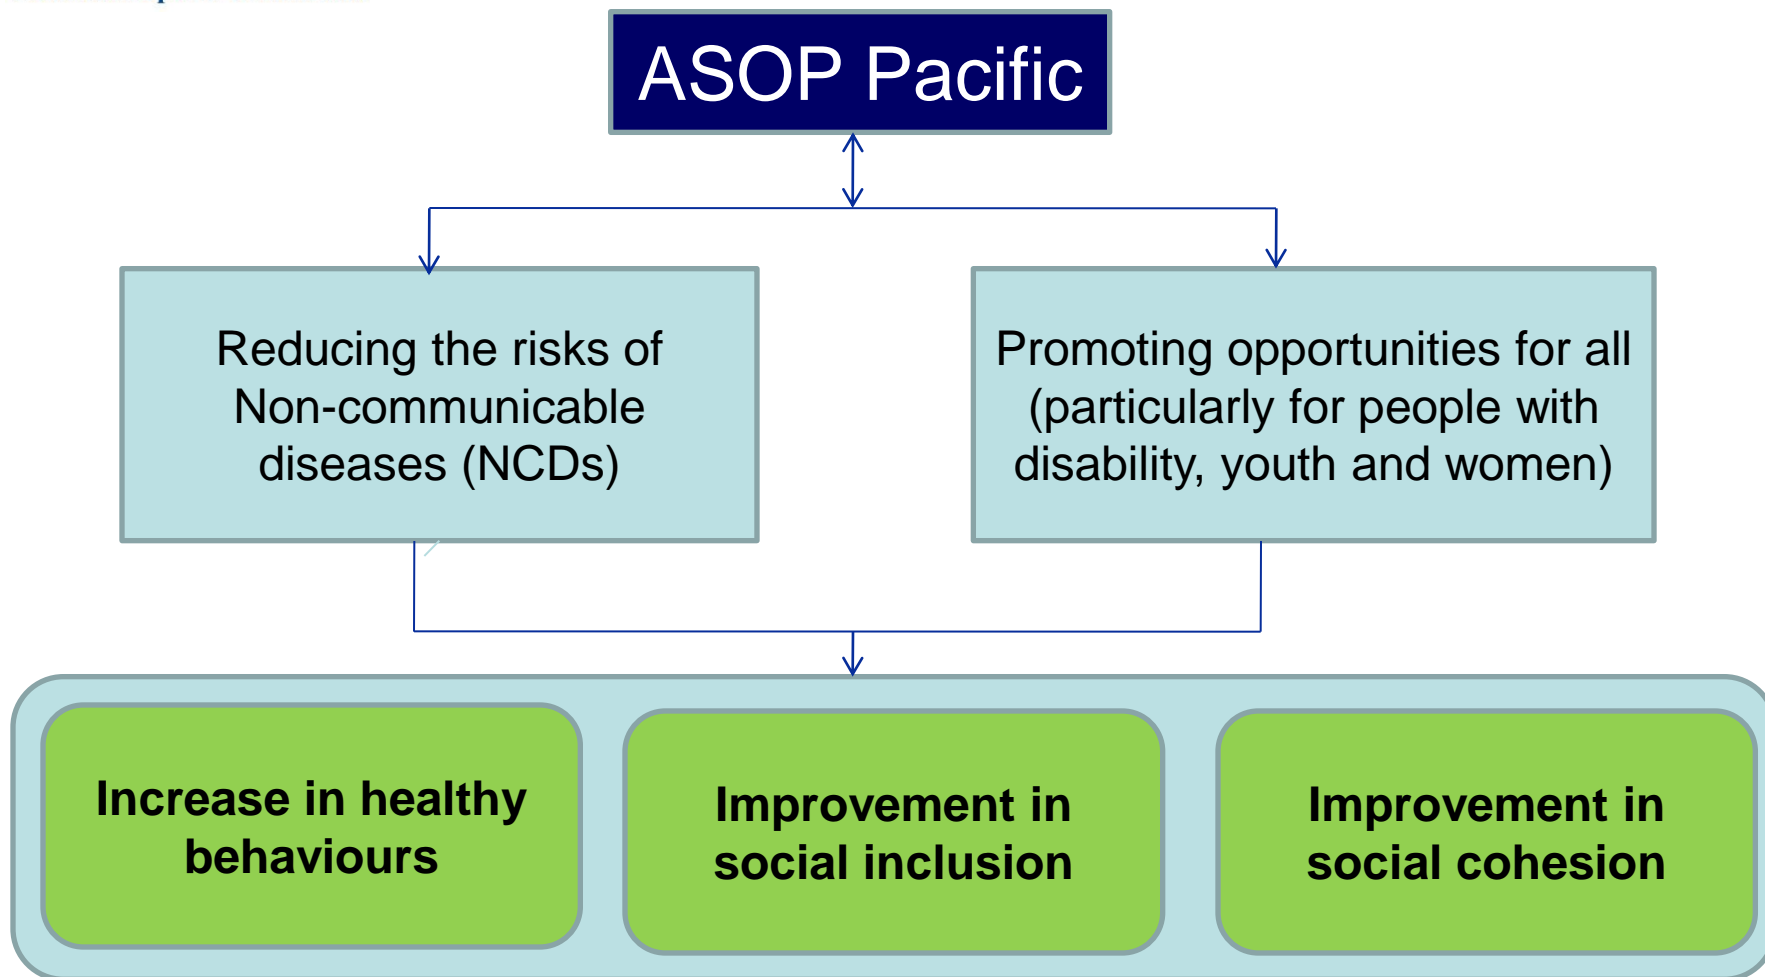 ASOP Pacific
Reducing the risks of
Non-communicable
diseases (NCDs)
Promoting opportunities for all
(particularly for people with
disability, youth and women)
Increase in healthy
behaviours
Improvement in
social inclusion
Improvement in
social cohesion